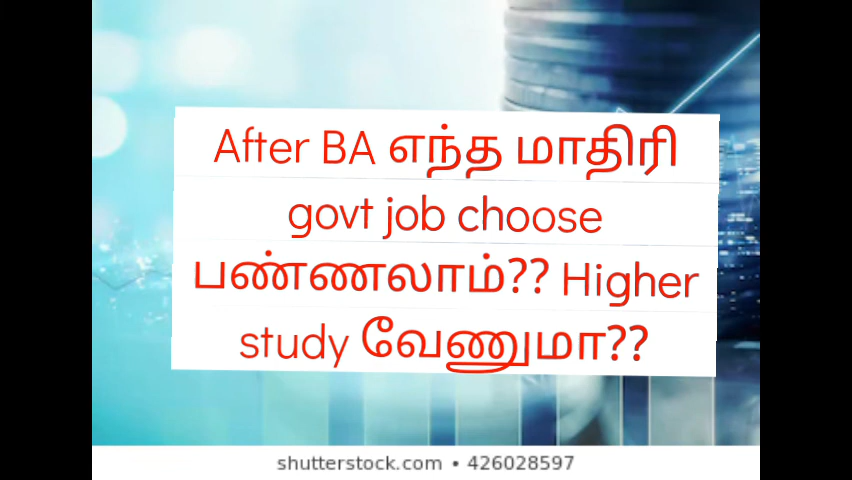 After BA எந்த மாதிரி
govt job choose
பண்ணலாம்?? Higher
study வேணுமா??
shutterstock.com • 426028597